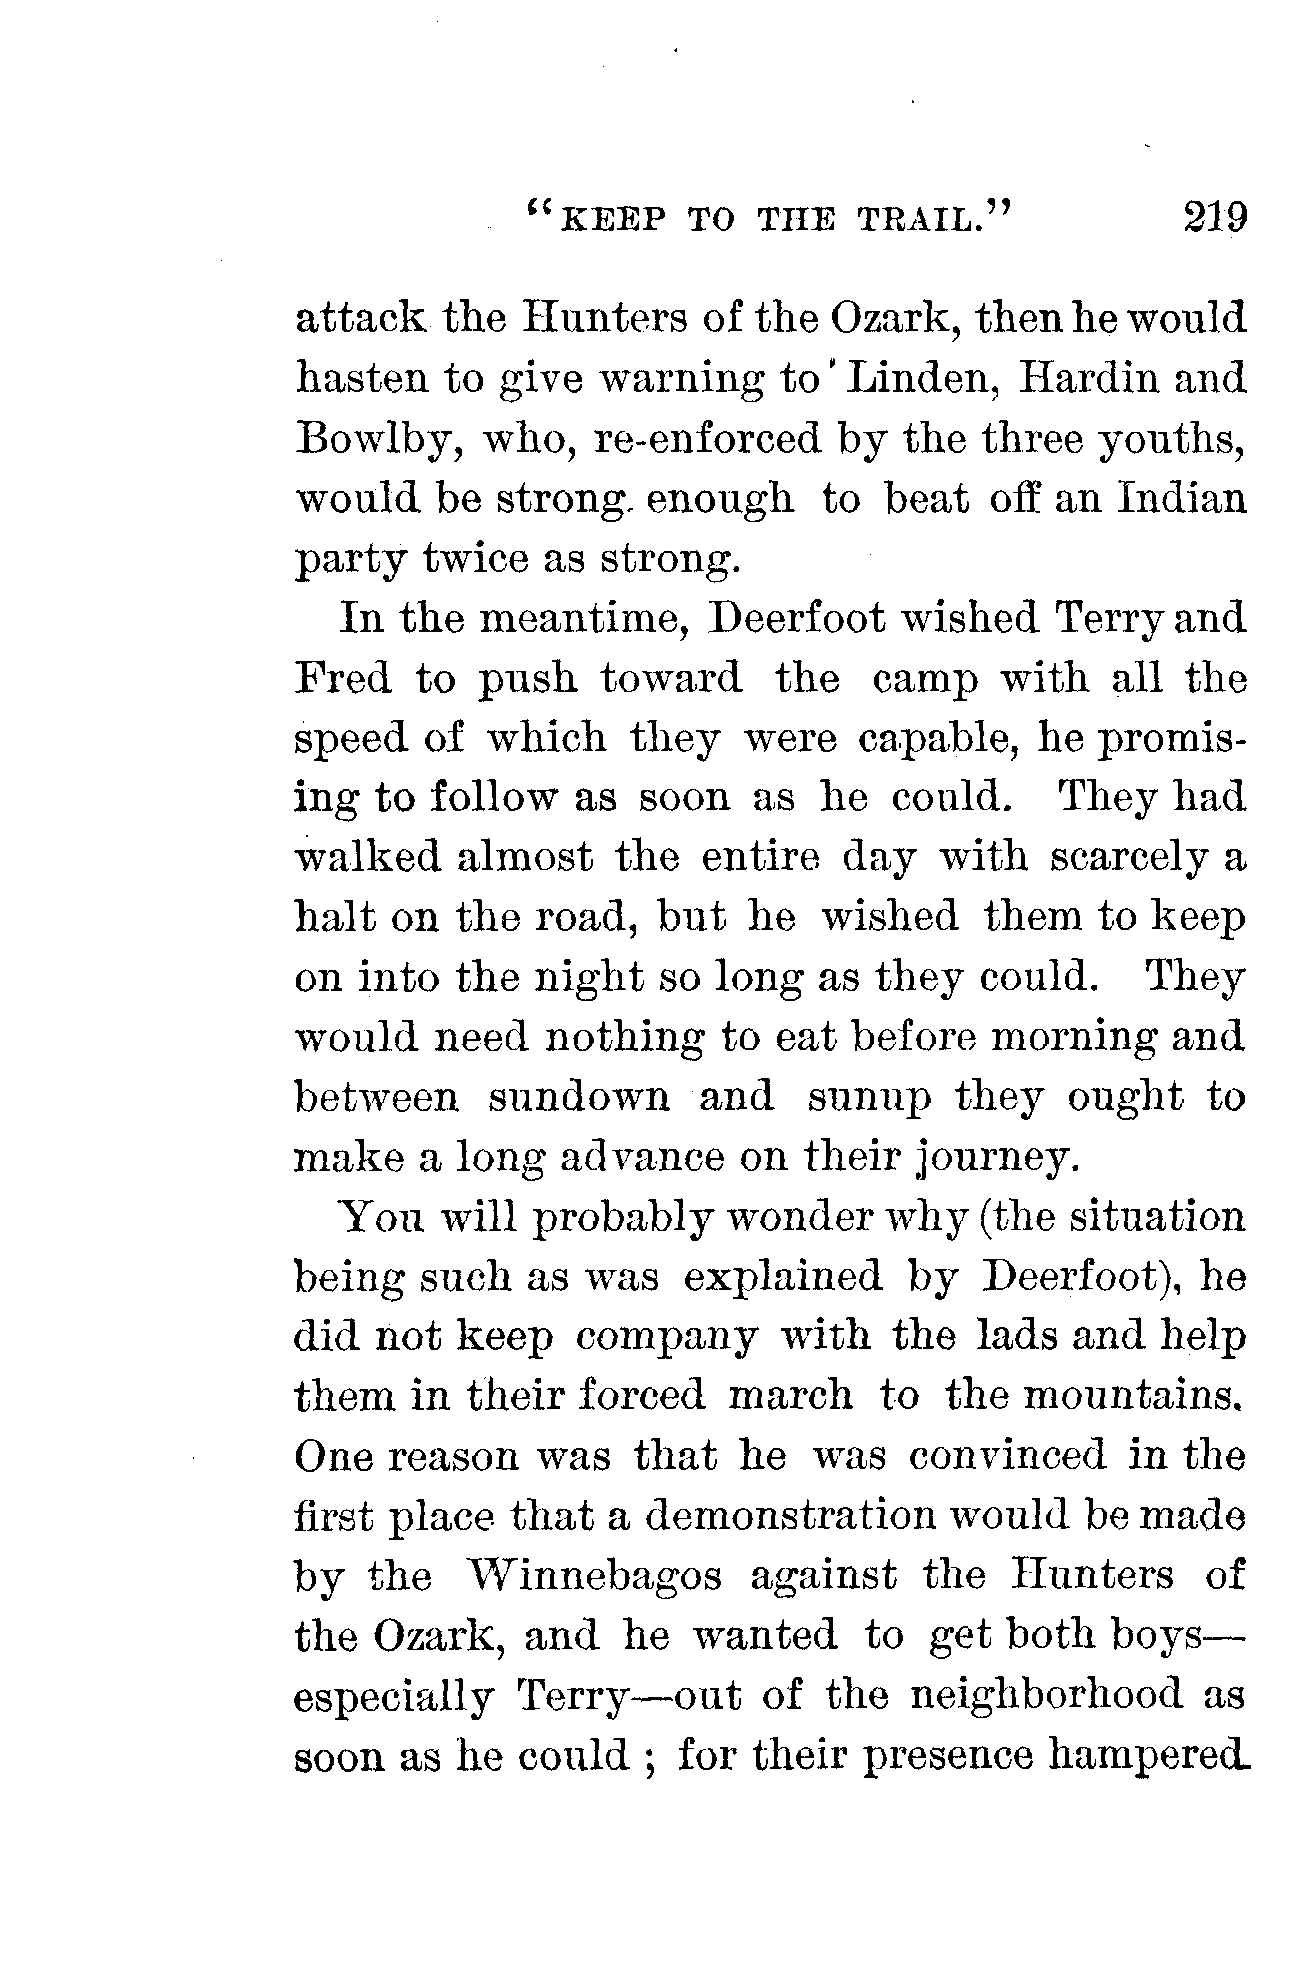 "KEEP TO THE TRAIL." 219
attack the Hunters of the Ozark, then he would
hasten to give warning to Linden, Hardin and
Bowlby, who, re-enforced by the three youths,
would be strong enough to beat off an Indian
party twice as strong.
In the meantime, Deerfoot wished Terry and
Fred to push toward the camp with all the
speed of which they were capable, he promis-
ing to follow as soon as he could. They had
walked almost the entire day with scarcely a
halt on the road, but he wished them to keep
on into the night so long as they could. They
would need nothing to eat before morning and
between sundown and sunup they ought to
make a long advance on their journey.
You will probably wonder why (the situation
being such as was explained by Deerfoot), he
did not keep company with the lads and help
them in their forced march to the mountains.
One reason was that he was convinced in the
first place that a demonstration would be made
by the Winnebagos against the Hunters of
the Ozark, and he wanted to get both boys—
especially Terry—out of the neighborhood as
soon as he could ; for their presence hampered